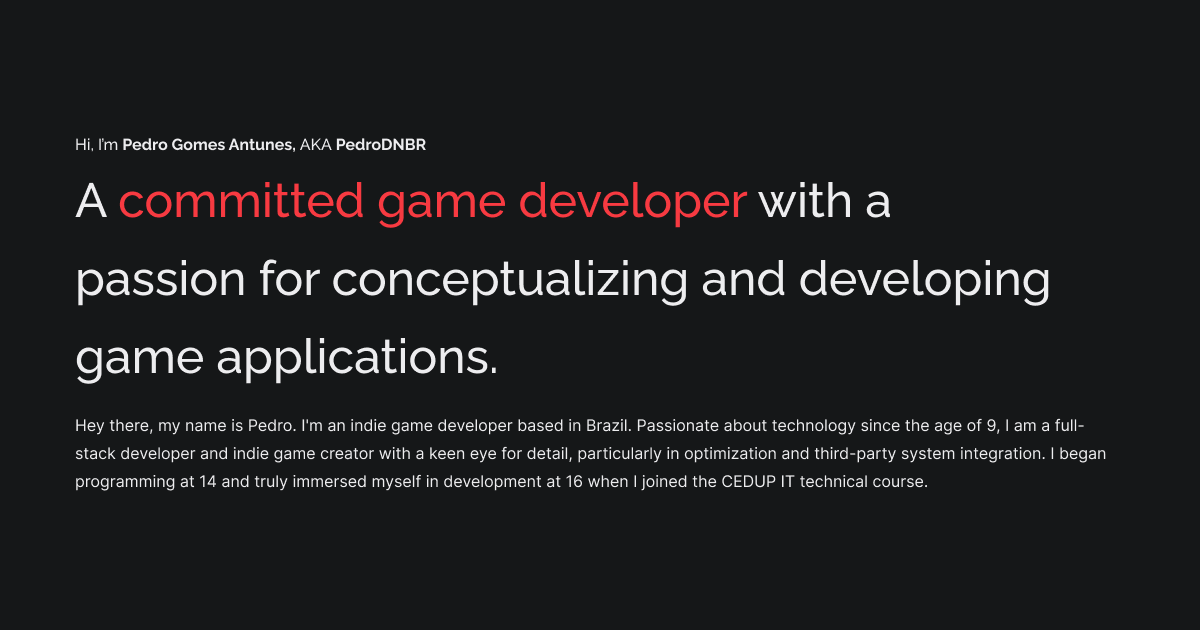 Hi, I'm Pedro Gomes Antunes, AKA PedroDNBR
A committed game developer with a
passion for conceptualizing and developing
game applications.
Hey there, my name is Pedro. I'm an indie game developer based in Brazil. Passionate about technology since the age of 9, I am a full-
stack developer and indie game creator with a keen eye for detail, particularly in optimization and third-party system integration. I began
programming at 14 and truly immersed myself in development at 16 when I joined the CEDUP IT technical course.